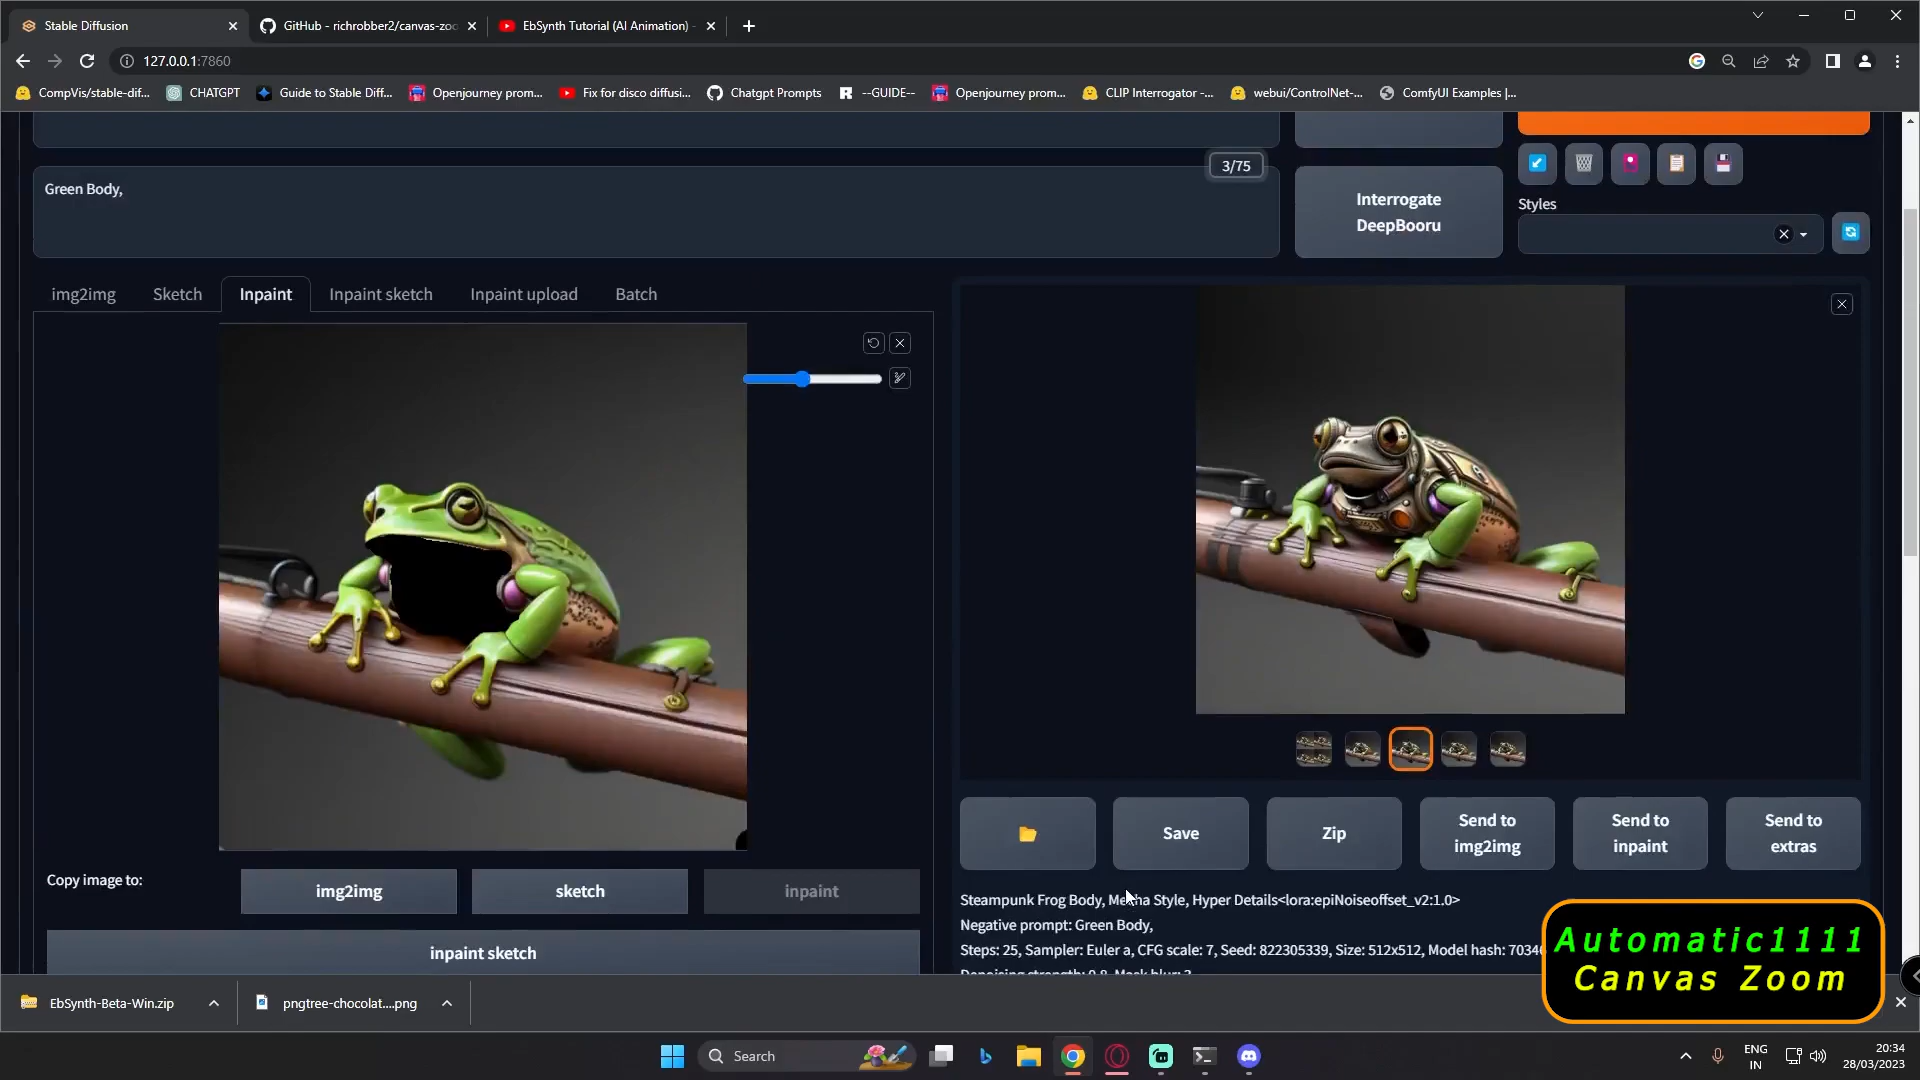 Stable Diffusion
GitHub - richrobber2/canvas-zoo
EbSynth Tutorial (AI Animation) -
127.0.0.1:7860
CompVis/stable-dif...
CHATGPT
Guide to Stable Diff...
Openjourney prom...
Fix for disco diffusi...
Chatgpt Prompts
--GUIDE--
Openjourney prom...
CLIP Interrogator -...
webui/ControlNet-...
ComfyUI Examples |...
3/75
Green Body,
Interrogate
DeepBooru
Styles
img2img
Sketch
Inpaint
Inpaint sketch
Inpaint upload
Batch
Copy image to:
img2img
sketch
inpaint
inpaint sketch
Save
Zip
Send to
img2img
Send to
inpaint
Send to
extras
Steampunk Frog Body, Mecha Style, Hyper Details<lora:epiNoiseoffset_v2:1.0>
Negative prompt: Green Body,
Steps: 25, Sampler: Euler a, CFG scale: 7, Seed: 822305339, Size: 512x512, Model hash:
Automatic1111
Canvas Zoom
EbSynth-Beta-Win.zip
pngtree-chocolat....png
Search
ENG
IN
20:34
28/03/2023